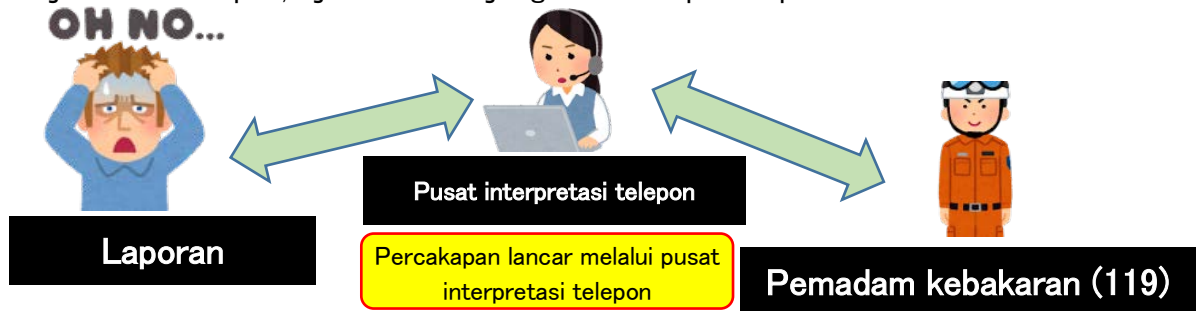 OH NO...
Pusat interpretasi telepon
Laporan
Percakapan lancar melalui pusat
interpretasi telepon
Pemadam kebakaran (119)